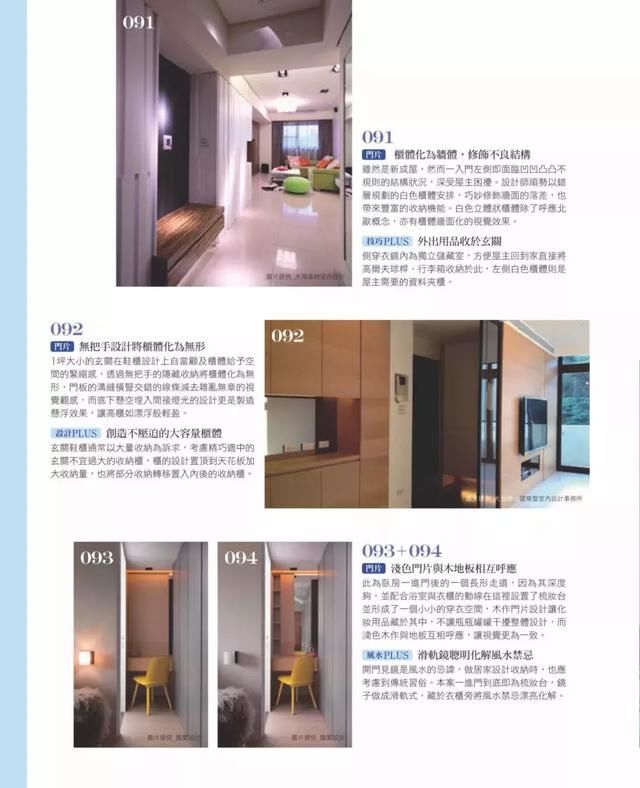 091
091
門片 櫃體化為牆體，修飾不良結構
雖然是新成屋，然而一入門左側即面臨凹凹凸凸不
規則的結構狀況，深受屋主困擾。設計師順勢以錯
層規劃的白色櫃體安排，巧妙修飾牆面的落差，也
帶來豐富的收納機能。白色立體狀櫃體除了呼應北
歐概念，亦有櫃體牆面化的視覺效果。
技巧PLUS 外出用品收於玄關
側穿衣鏡內為獨立儲藏室，方便屋主回到家直接將
高爾夫球桿、行李箱收納於此，左側白色櫃體則是
屋主需要的資料夾櫃。
圖片提供_大湖森林室內設計
092
門片 無把手設計將櫃體化為無形
1坪大小的玄關在鞋櫃設計上自當顧及櫃體給予空
間的緊縮感，透過無把手的隱藏收納將櫃體化為無
形，門板的溝縫橫豎交錯的線條減去雜亂無章的視
覺觀感，而底下懸空埋入間接燈光的設計更是製造
懸浮效果，讓高櫃如漂浮般輕盈。
設計PLUS 創造不壓迫的大容量櫃體
玄關鞋櫃通常以大量收納為訴求，考慮精巧適中的
玄關不宜過大的收納櫃，櫃的設計置頂到天花板加
大收納量，也將部分收納轉移置入內後的收納櫃。
092
室內設計事務所
093
094
093+094
門片 淺色門片與木地板相互呼應
此為臥房一進門後的一個長形走道，因為其深度
夠，並配合浴室與衣櫃的動線在這裡設置了梳妝台
並形成了一個小小的穿衣空間，木作門片設計讓化
妝用品藏於其中，不讓瓶瓶罐罐干擾整體設計，而
淺色木作與地板相互呼應，讓視覺更為一致。
風水PLUS 滑軌鏡聰明化解風水禁忌
開門見鏡是風水的忌諱，做居家設計收納時，也應
考慮到傳統習俗。本案一進門到底即為梳妝台，鏡
子做成滑軌式，藏於衣櫃旁將風水禁忌漂亮化解。
圖片提供
圖片提供